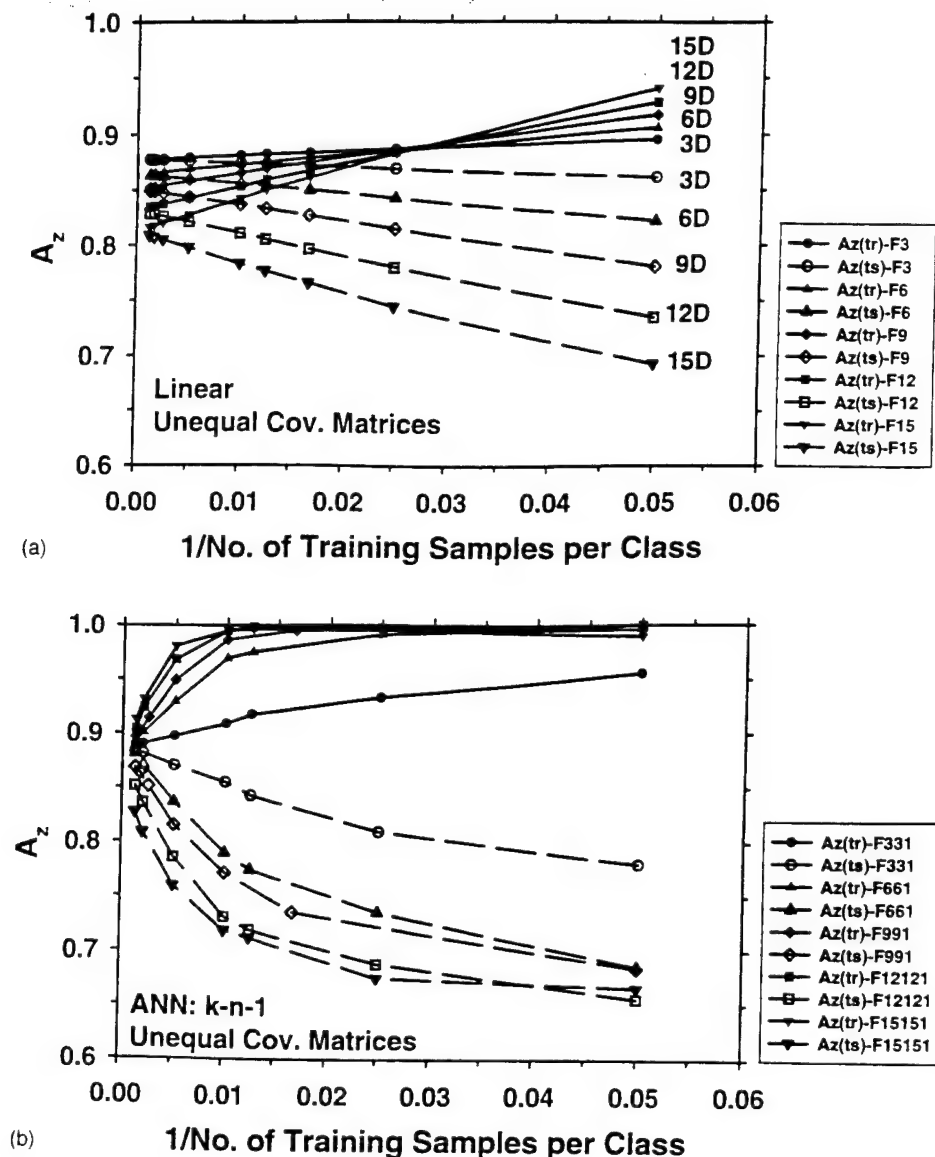 (a)
1.0
0.9
0.8
0.7
0.6
Az
15D
12D
9D
6D
3D
3D
6D
9D
12D
15D
Linear
Unequal Cov. Matrices
0.00 0.01 0.02 0.03 0.04 0.05 0.06
1/No. of Training Samples per Class
Az(tr)-F3
Az(ts)-F3
Az(tr)-F6
Az(ts)-F6
Az(tr)-F9
Az(ts)-F9
Az(tr)-F12
Az(ts)-F12
Az(tr)-F15
Az(ts)-F15
1.0
0.9
0.8
0.7
0.6
Az
ANN: k-n-1
Unequal Cov. Matrices
0.00 0.01 0.02 0.03 0.04 0.05 0.06
(b)
1/No. of Training Samples per Class
Az(tr)-F331
Az(ts)-F331
Az(tr)-F661
Az(ts)-F661
Az(tr)-F991
Az(ts)-F991
Az(tr)-F12121
Az(ts)-F12121
Az(tr)-F15151
Az(ts)-F15151